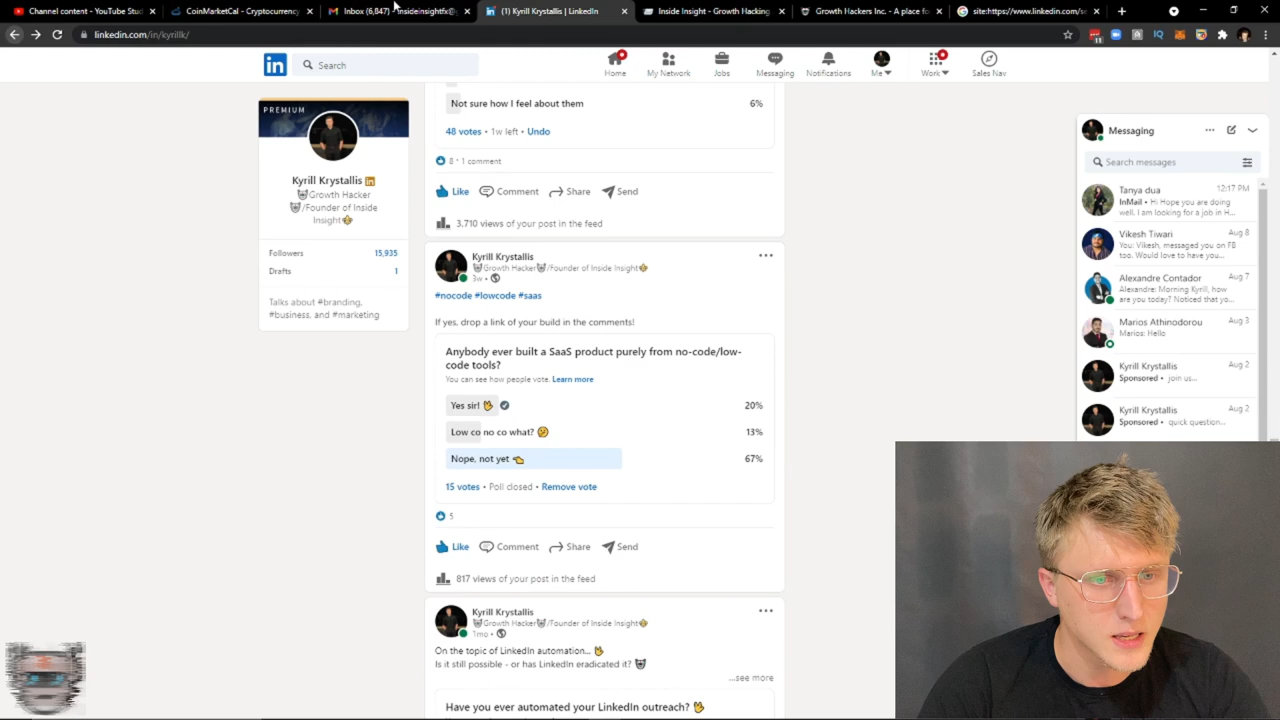 Channel content - YouTube Stu
CoinMarketCal - Cryptocurrency
Inbox (6,847) - insideinsightfx@
(1) Kyrill Krystallis | LinkedIn
Inside Insight - Growth Hacking
Growth Hackers Inc. - A place fo
site:https://www.linkedin.com/se
linkedin.com/in/kyrillk/
11
in
Search
Home
My Network
Jobs
Messaging
Notifications
Me
Work
Sales Nav
PREMIUM
Kyrill Krystallis
Growth Hacker
/Founder of Inside
Insight
Followers 15,935
Drafts 1
Talks about #branding,
#business, and #marketing
Not sure how I feel about them 6%
48 votes • 1w left • Undo
8 • 1 comment
Like Comment Share Send
3,710 views of your post in the feed
Kyrill Krystallis
Growth Hacker /Founder of Inside Insight
3w •
#nocode #lowcode #saas
If yes, drop a link of your build in the comments!
Anybody ever built a SaaS product purely from no-code/low-
code tools?
You can see how people vote. Learn more
Yes sir! 20%
Low co no co what? 13%
Nope, not yet 67%
15 votes • Poll closed • Remove vote
5
Like Comment Share Send
817 views of your post in the feed
Kyrill Krystallis
Growth Hacker /Founder of Inside Insight
1mo •
On the topic of LinkedIn automation...
Is it still possible - or has LinkedIn eradicated it?
...see more
Have you ever automated your LinkedIn outreach?
Messaging
Search messages
Tanya dua 12:17 PM
InMail • Hi Hope you are doing
well. I am looking for a job in H...
Vikesh Tiwari Aug 8
You: Vikesh, messaged you on FB
too. Would love to have you...
Alexandre Contador Aug 7
Alexandre: Morning Kyrill, how
are you today? Noticed that yo...
Marios Athinodorou Aug 3
Marios: Hello
Kyrill Krystallis Aug 2
Sponsored • join us...
Kyrill Krystallis Aug 2
Sponsored • quick question...